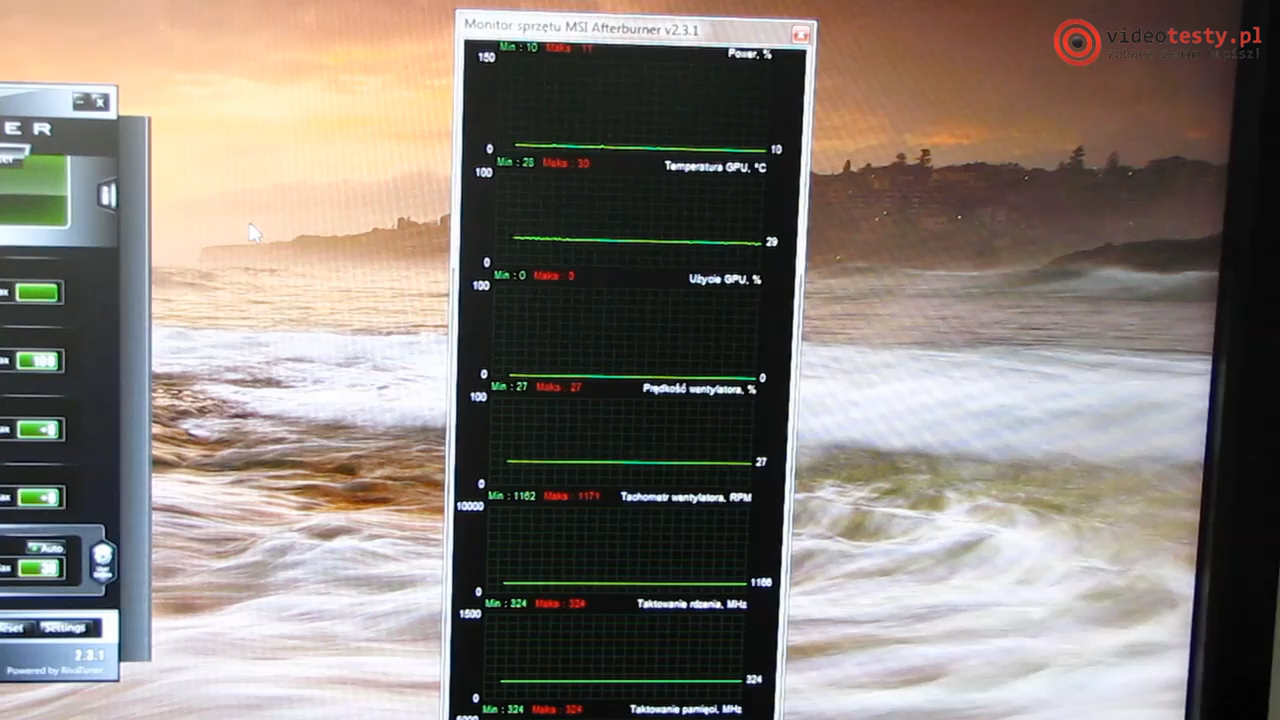 Monitor sprzętu MSI Afterburner v2.3.1
videotesty.pl
Min : 10 Maks : 11 Power, %
150
0
10
Min : 28 Maks : 30 Temperatura GPU, °C
100
29
0
Min : 0 Maks : 0 Użycie GPU, %
100
0
0
Min : 27 Maks : 27 Prędkość wentylatora, %
100
27
0
Min : 1162 Maks : 1171 Tachometr wentylatora, RPM
10000
0
1166
Min : 324 Maks : 324 Taktowanie rdzenia, MHz
1500
324
0
Min : 324 Maks : 324 Taktowanie pamięci, MHz
E R
100
+0
+0
Auto
Settings
2.3.1
Powered by RivaTuner